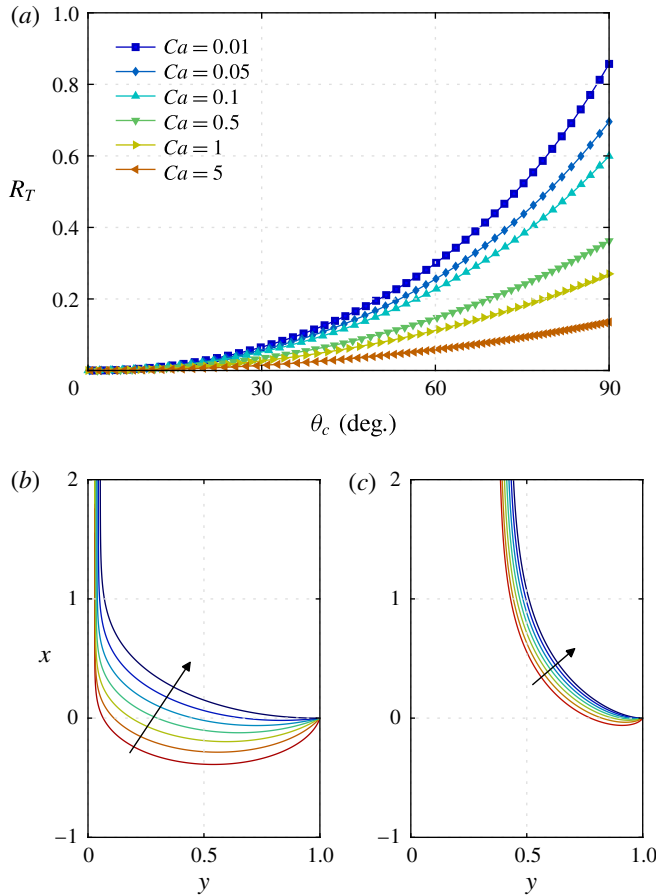 (a)
1.0
0.8
0.6
0.4
0.2
0
R_T
Ca = 0.01
Ca = 0.05
Ca = 0.1
Ca = 0.5
Ca = 1
Ca = 5
30
60
90
θ_c (deg.)
(b)
2
1
0
−1
x
0
0.5
1.0
y
(c)
2
1
0
−1
0
0.5
1.0
y